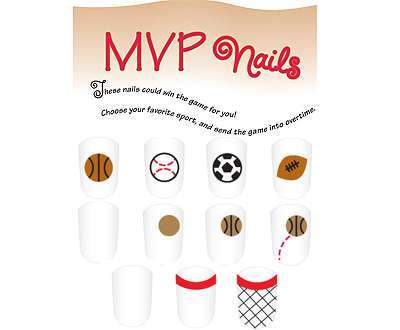 MVP Nails
These nails could win the game for you!
Choose your favorite sport, and send the game into overtime.